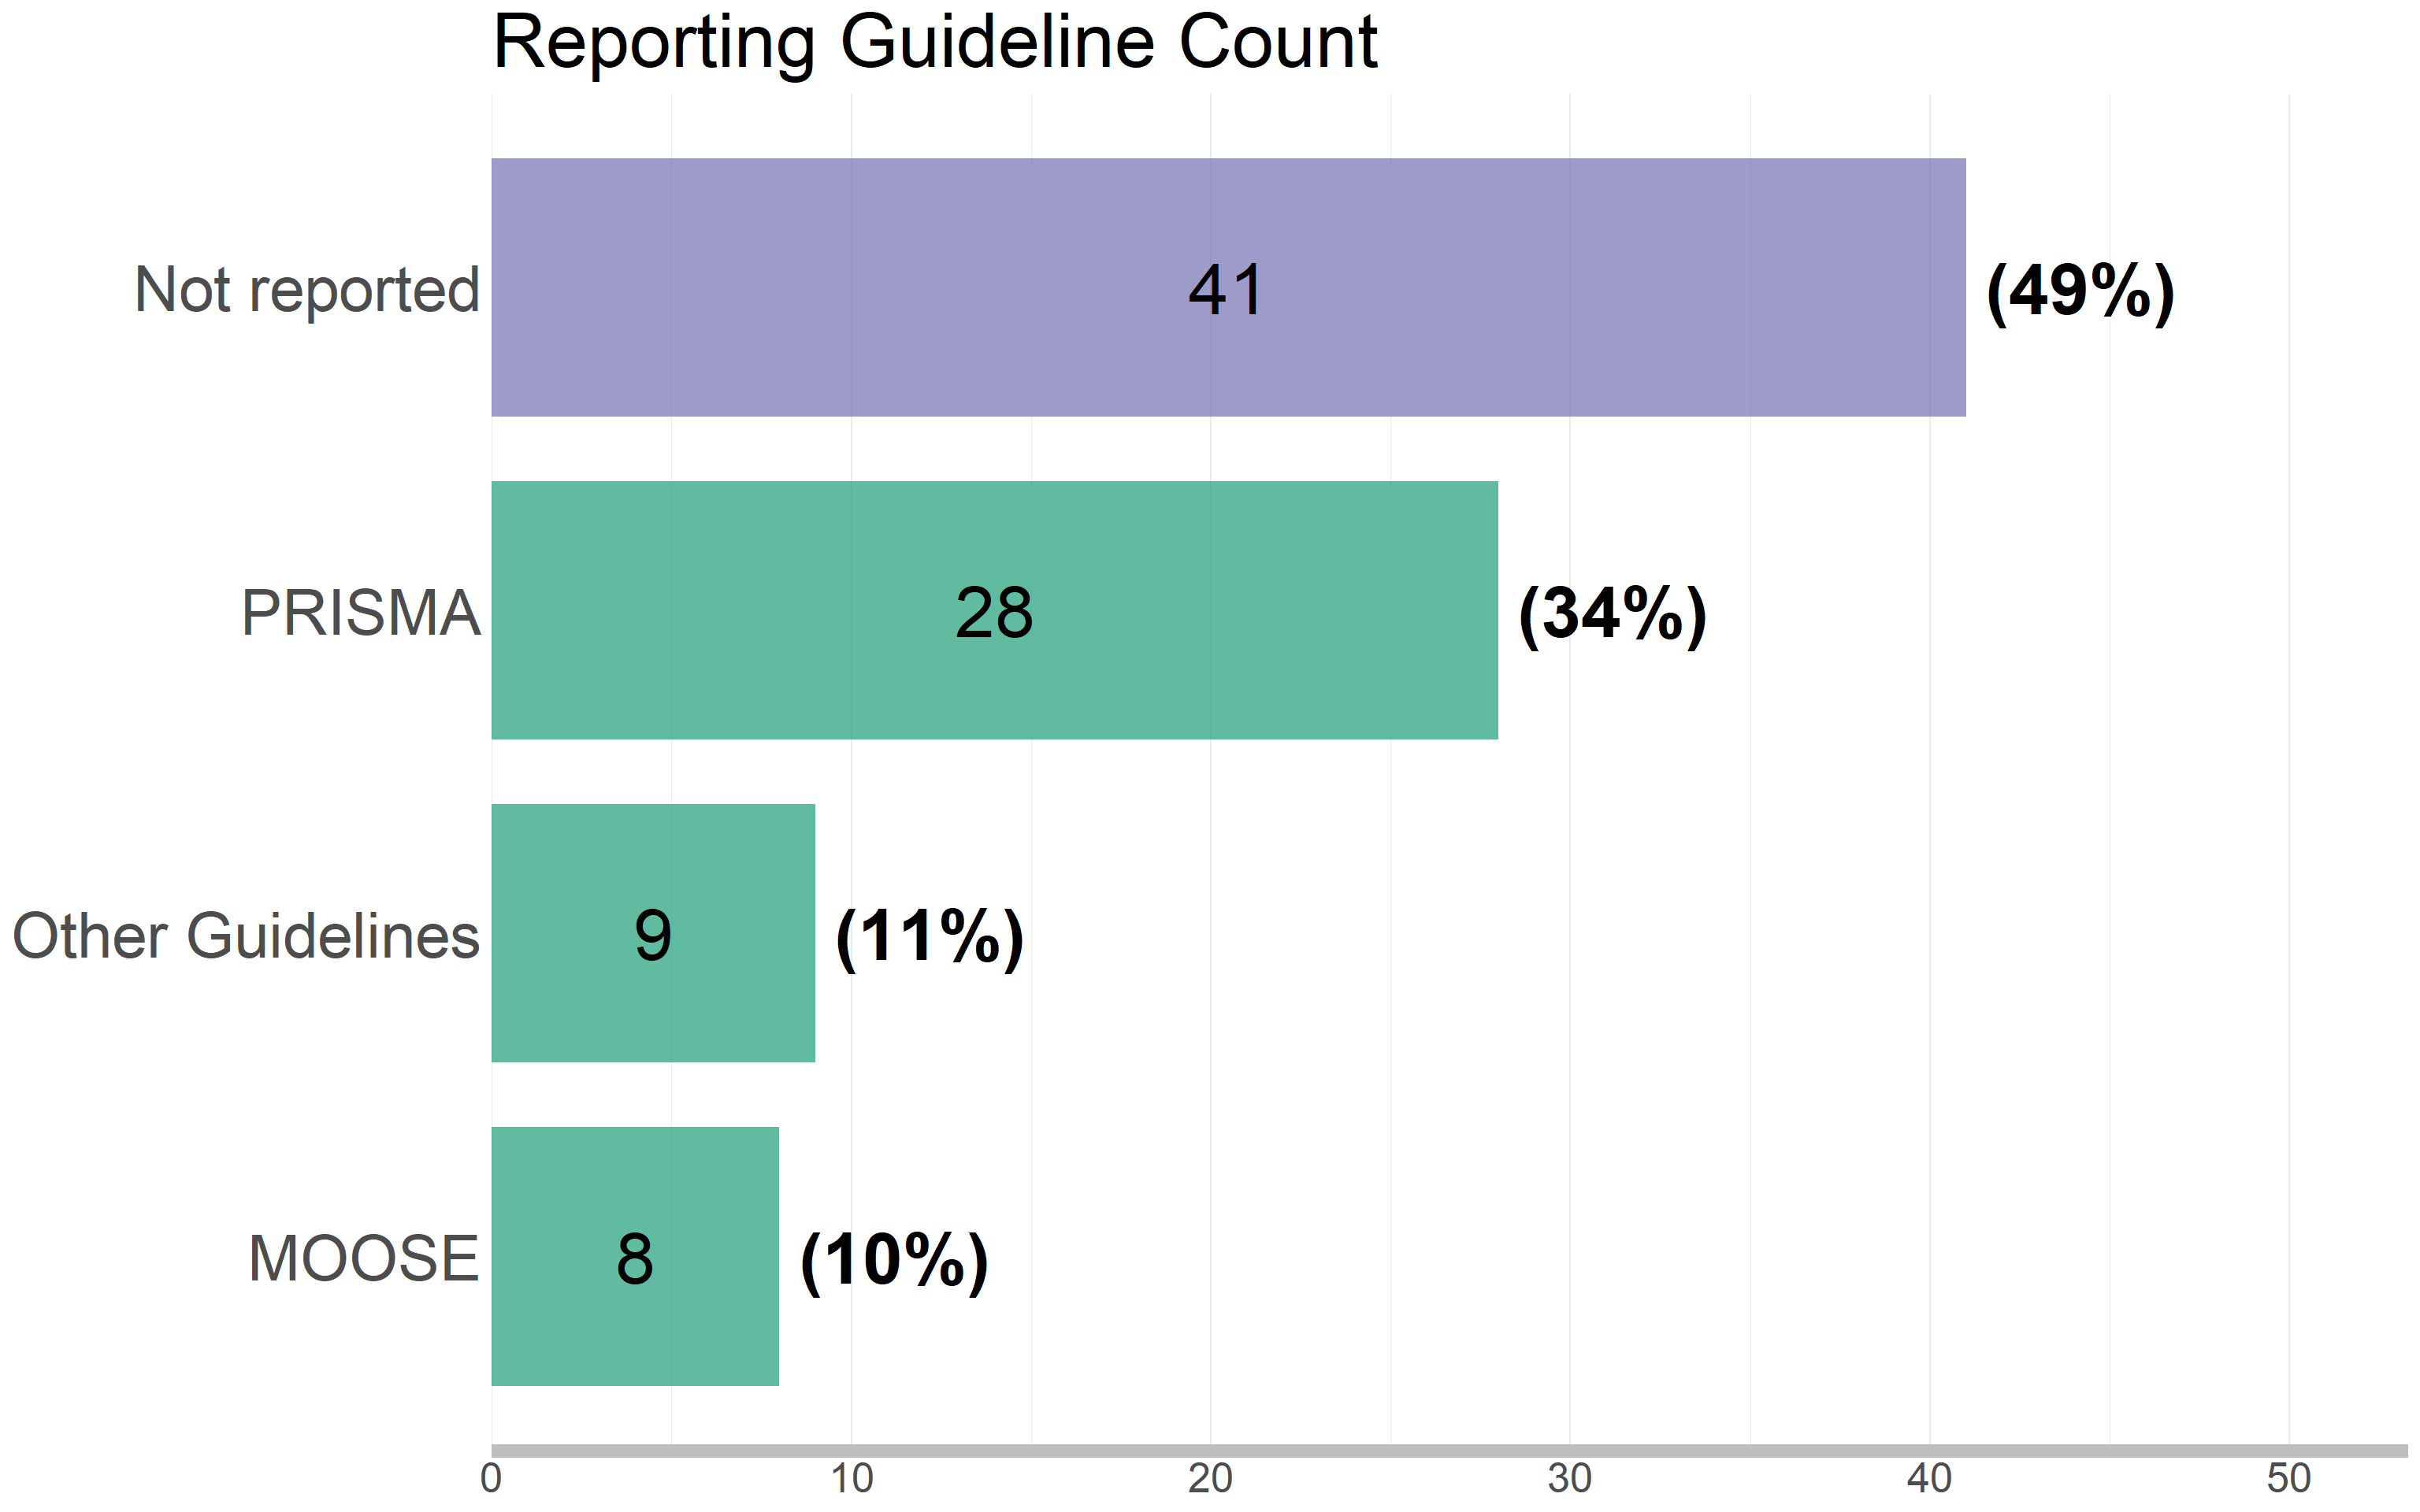 Reporting Guideline Count
Not reported 41 (49%)
PRISMA 28 (34%)
Other Guidelines 9 (11%)
MOOSE 8 (10%)
0 10 20 30 40 50